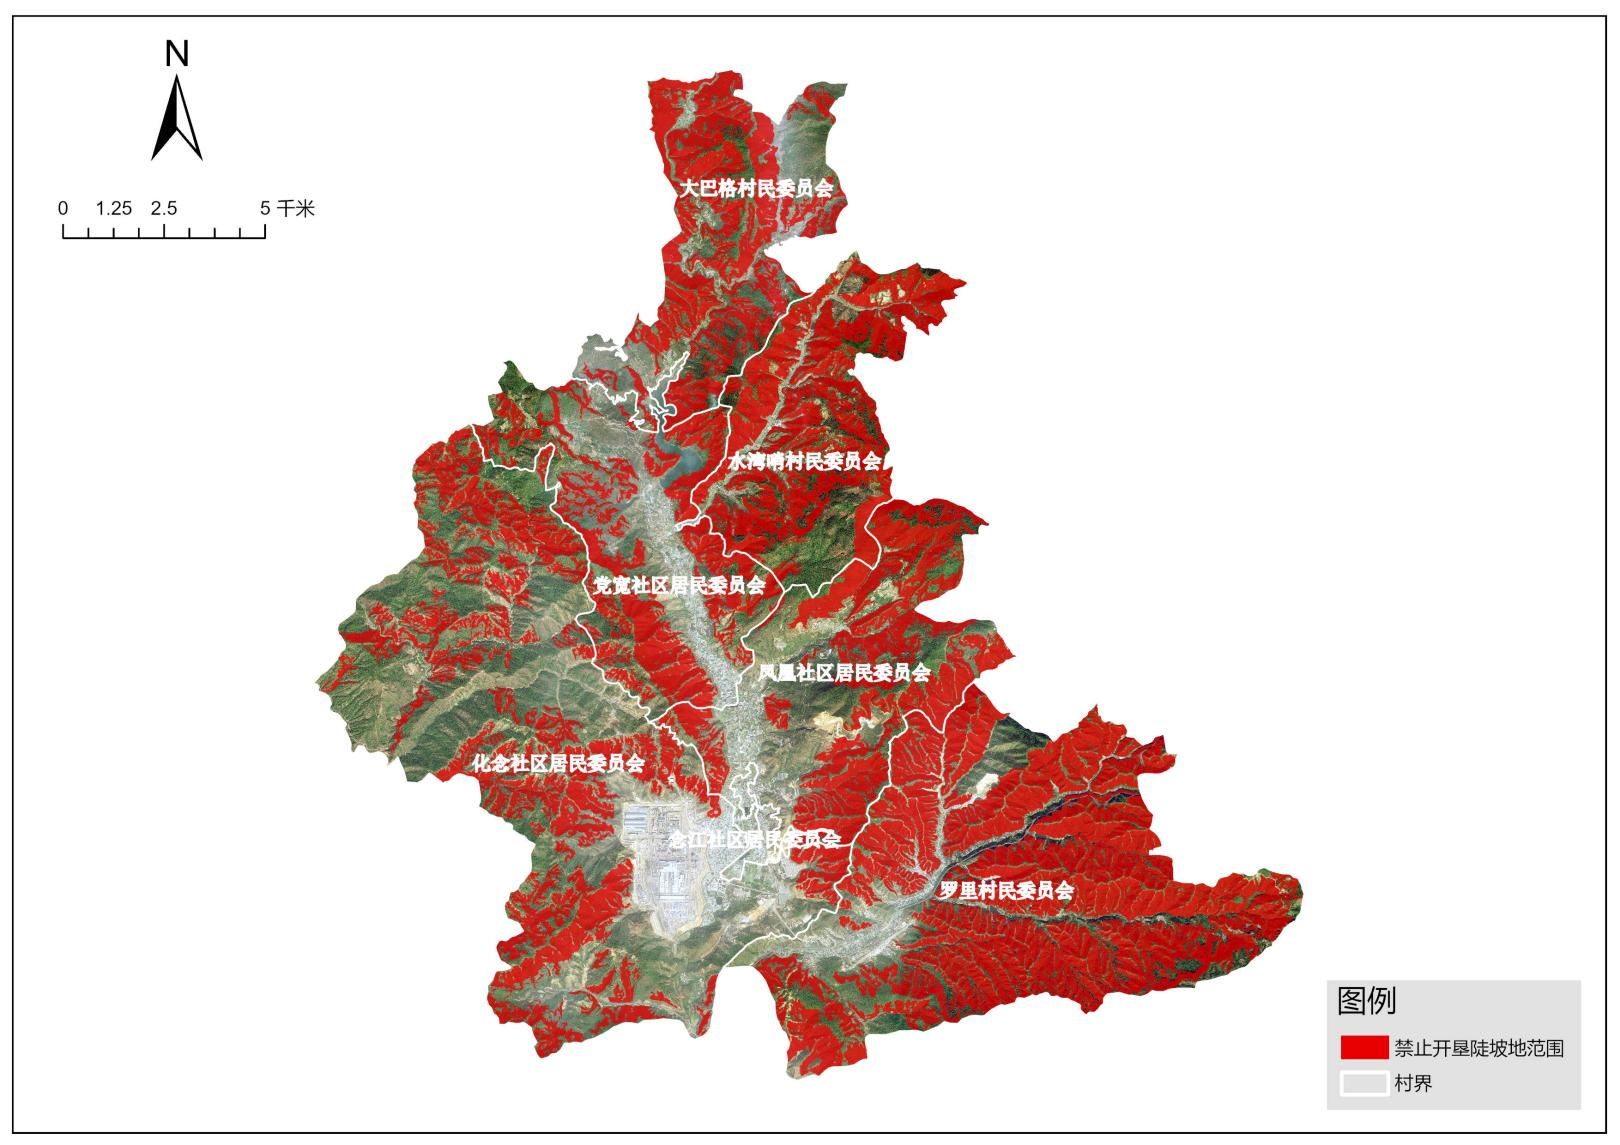 N
0 1.25 2.5 5 千米
大巴格村民委员会
水湾哨村民委员会
党宽社区居民委员会
凤凰社区居民委员会
化念社区居民委员会
念江社区居民委员会
罗里村民委员会
图例
禁止开垦陡坡地范围
村界